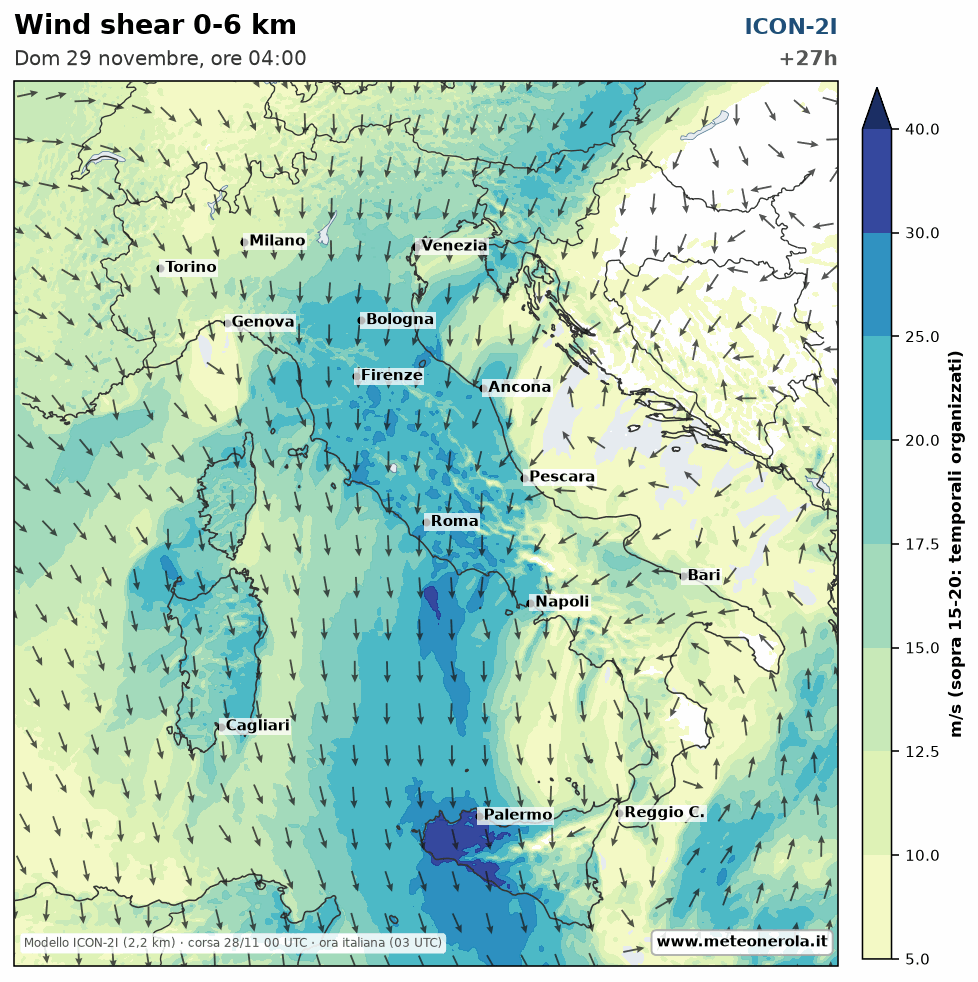 Wind shear 0-6 km
ICON-2I
Dom 29 novembre, ore 04:00
+27h
40.0
30.0
25.0
20.0
17.5
15.0
12.5
10.0
5.0
m/s (sopra 15-20: temporali organizzati)
Milano
Venezia
Torino
Genova
Bologna
Firenze
Ancona
Pescara
Roma
Bari
Napoli
Cagliari
Palermo
Reggio C.
Modello ICON-2I (2,2 km) · corsa 28/11 00 UTC · ora italiana (03 UTC)
www.meteonerola.it